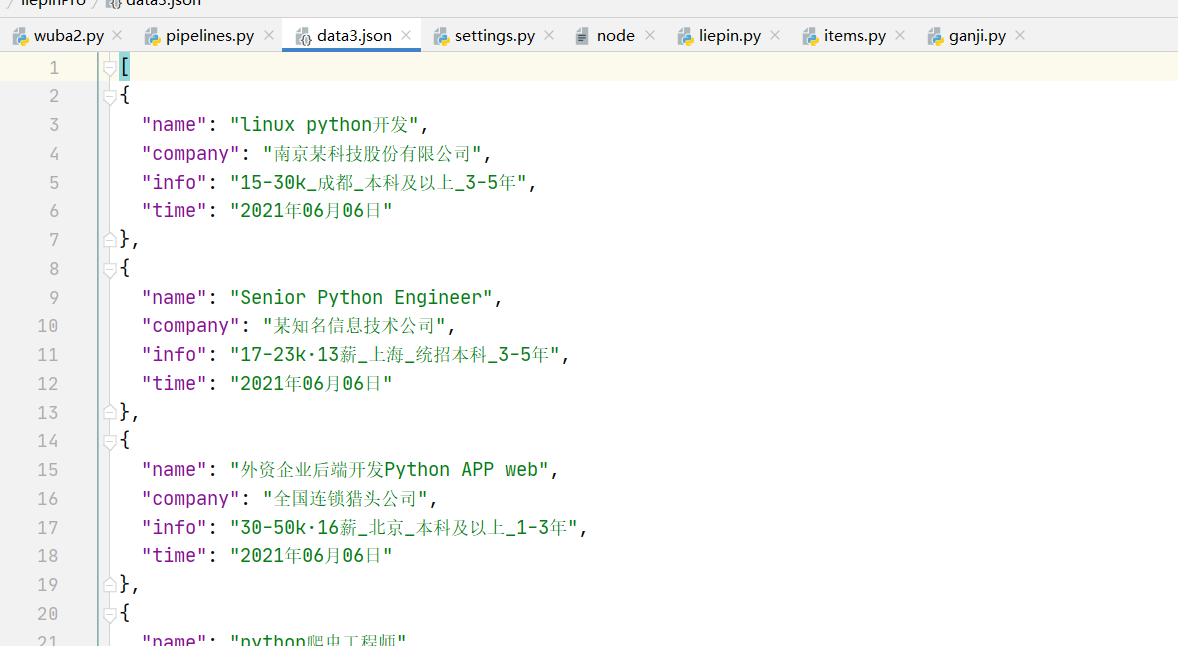 liepinPro data3.json
wuba2.py pipelines.py data3.json settings.py node liepin.py items.py ganji.py
1 [
2 {
3 "name": "linux python开发",
4 "company": "南京某科技股份有限公司",
5 "info": "15-30k_成都_本科及以上_3-5年",
6 "time": "2021年06月06日"
7 },
8 {
9 "name": "Senior Python Engineer",
10 "company": "某知名信息技术公司",
11 "info": "17-23k·13薪_上海_统招本科_3-5年",
12 "time": "2021年06月06日"
13 },
14 {
15 "name": "外资企业后端开发Python APP web",
16 "company": "全国连锁猎头公司",
17 "info": "30-50k·16薪_北京_本科及以上_1-3年",
18 "time": "2021年06月06日"
19 },
20 {
21 "name": "python爬虫工程师"